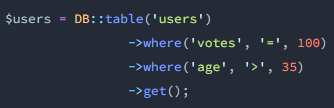 $users = DB::table('users')
->where('votes', '=', 100)
->where('age', '>', 35)
->get();